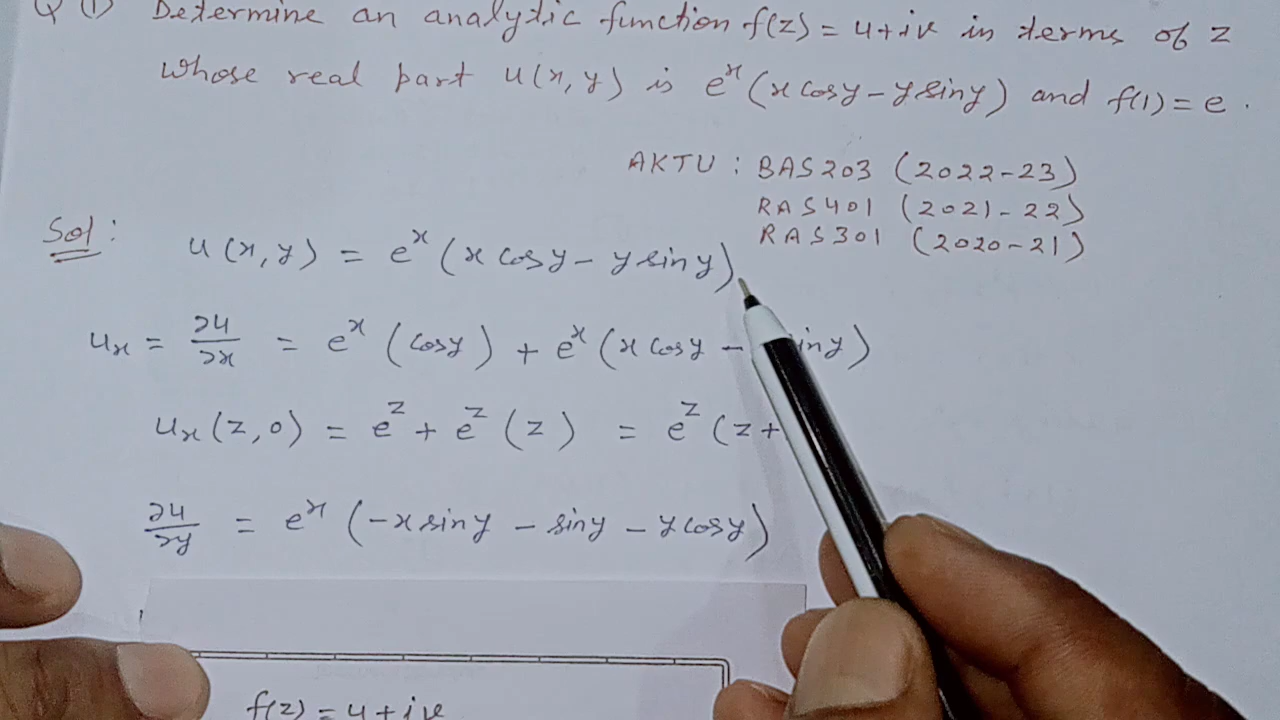 Q (1) Determine an analytic function f(z) = u+iv in terms of z
whose real part u(x,y) is e^x (x cosy - y siny) and f(1) = e.
AKTU : BAS203 (2022-23)
RAS401 (2021-22)
RAS301 (2020-21)
Sol :
u(x,y) = e^x (x cosy - y siny)
u_x = ∂u/∂x = e^x (cosy) + e^x (x cosy - iny)
u_x(z,0) = e^z + e^z (z) = e^z (z+
∂u/∂y = e^x (-x siny - siny - y cosy)
f(z) = u+iv